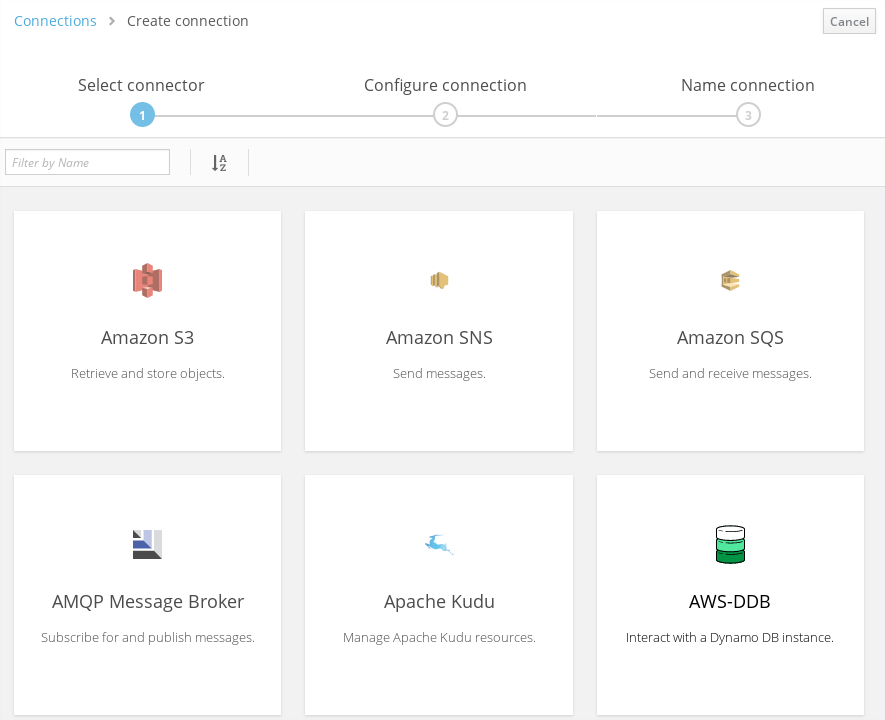 Connections > Create connection
Cancel
Select connector
Configure connection
Name connection
1
2
3
Filter by Name
A
Z
Amazon S3
Retrieve and store objects.
Amazon SNS
Send messages.
Amazon SQS
Send and receive messages.
AMQP Message Broker
Subscribe for and publish messages.
Apache Kudu
Manage Apache Kudu resources.
AWS-DDB
Interact with a Dynamo DB instance.